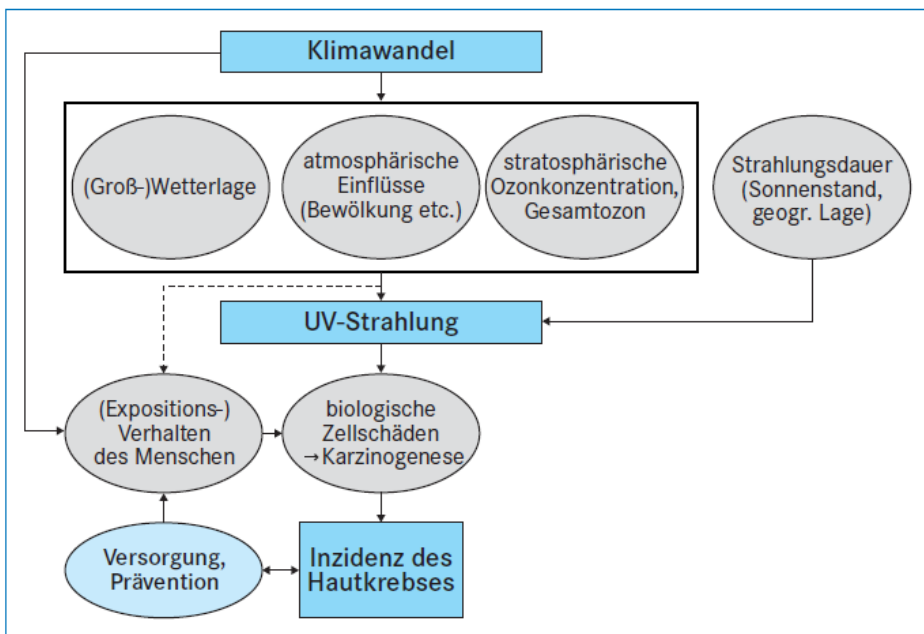 Klimawandel
(Groß-)Wetterlage
atmosphärische
Einflüsse
(Bewölkung etc.)
stratosphärische
Ozonkonzentration,
Gesamtozon
Strahlungsdauer
(Sonnenstand,
geogr. Lage)
UV-Strahlung
(Expositions-)
Verhalten
des Menschen
biologische
Zellschäden
→Karzinogenese
Versorgung,
Prävention
Inzidenz des
Hautkrebses